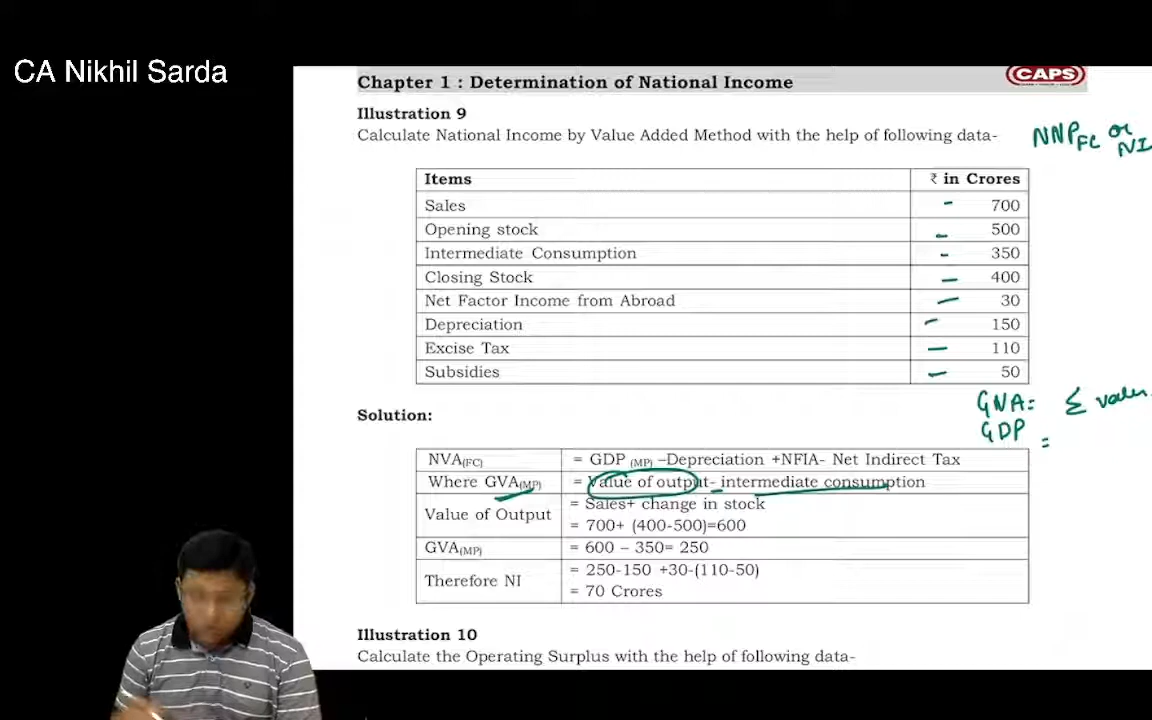 CA Nikhil Sarda
Chapter 1 : Determination of National Income
CAPS
Illustration 9
Calculate National Income by Value Added Method with the help of following data-
NNP FC or
NI
Items ₹ in Crores
Sales 700
Opening stock 500
Intermediate Consumption 350
Closing Stock 400
Net Factor Income from Abroad 30
Depreciation 150
Excise Tax 110
Subsidies 50
Solution:
GNA = Σ
GDP =
NVA(FC) = GDP (MP) –Depreciation +NFIA- Net Indirect Tax
Where GVA(MP) = Value of output- intermediate consumption
Value of Output = Sales+ change in stock
= 700+ (400-500)=600
GVA(MP) = 600 – 350= 250
Therefore NI = 250-150 +30-(110-50)
= 70 Crores
Illustration 10
Calculate the Operating Surplus with the help of following data-